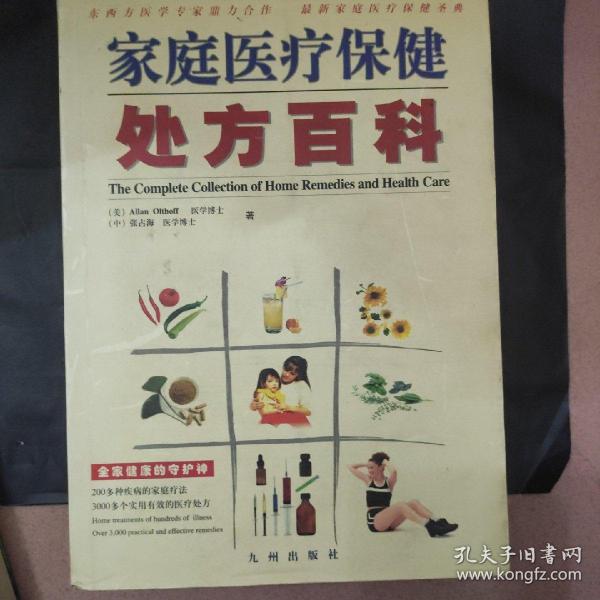 东西方医学专家鼎力合作 最新家庭医疗保健圣典
家庭医疗保健
处方百科
The Complete Collection of Home Remedies and Health Care
(美) Allan Olthoff 医学博士
(中) 张占海 医学博士
著
全家健康的守护神
200多种疾病的家庭疗法
3000多个实用有效的医疗处方
Home treatments of hundreds of illness
Over 3,000 practical and effective remedies
九州出版社
孔夫子旧书网
www.kongfz.com